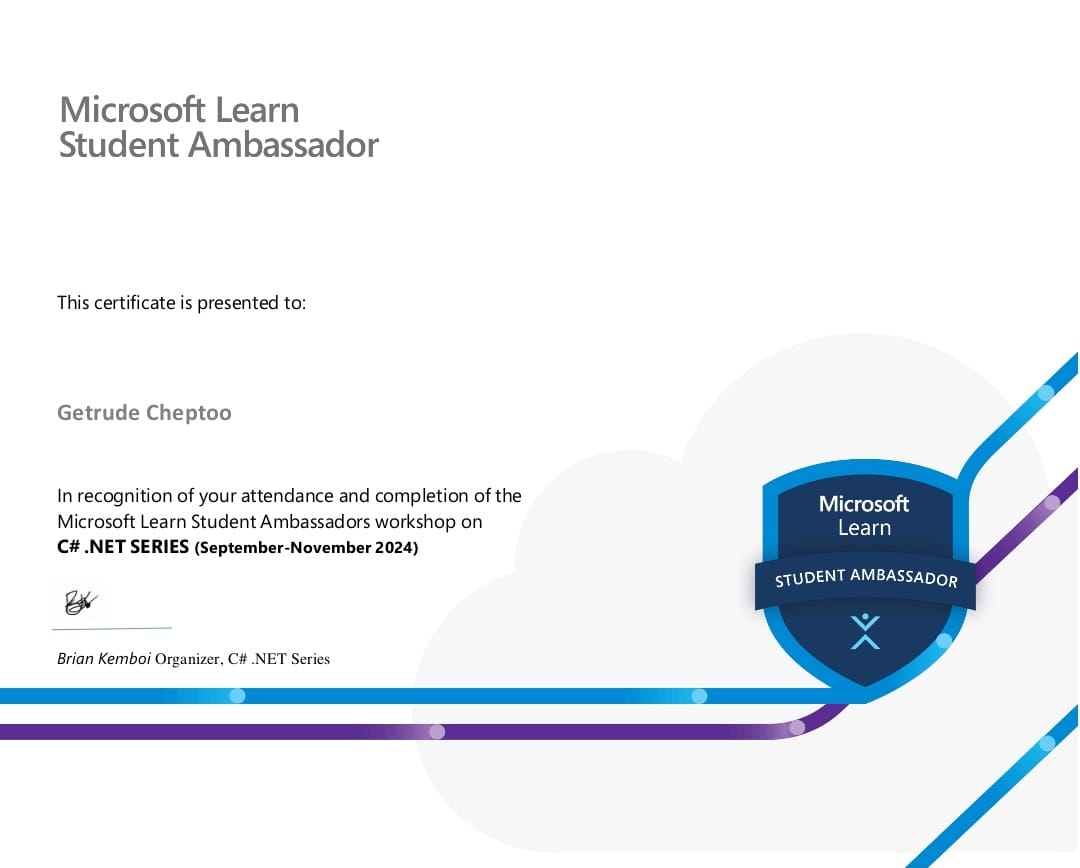 Microsoft Learn
Student Ambassador
This certificate is presented to:
Getrude Cheptoo
In recognition of your attendance and completion of the
Microsoft Learn Student Ambassadors workshop on
C# .NET SERIES (September-November 2024)
Brian Kemboi Organizer, C# .NET Series
Microsoft
Learn
STUDENT AMBASSADOR